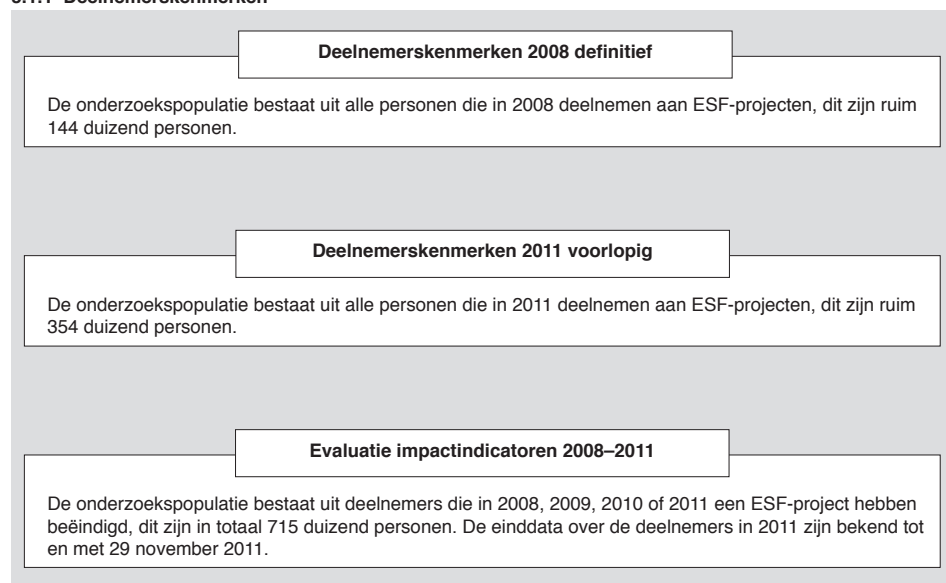 Deelnemerskenmerken 2008 definitief
De onderzoekspopulatie bestaat uit alle personen die in 2008 deelnemen aan ESF-projecten, dit zijn ruim
144 duizend personen.
Deelnemerskenmerken 2011 voorlopig
De onderzoekspopulatie bestaat uit alle personen die in 2011 deelnemen aan ESF-projecten, dit zijn ruim
354 duizend personen.
Evaluatie impactindicatoren 2008–2011
De onderzoekspopulatie bestaat uit deelnemers die in 2008, 2009, 2010 of 2011 een ESF-project hebben
beëindigd, dit zijn in totaal 715 duizend personen. De einddata over de deelnemers in 2011 zijn bekend tot
en met 29 november 2011.